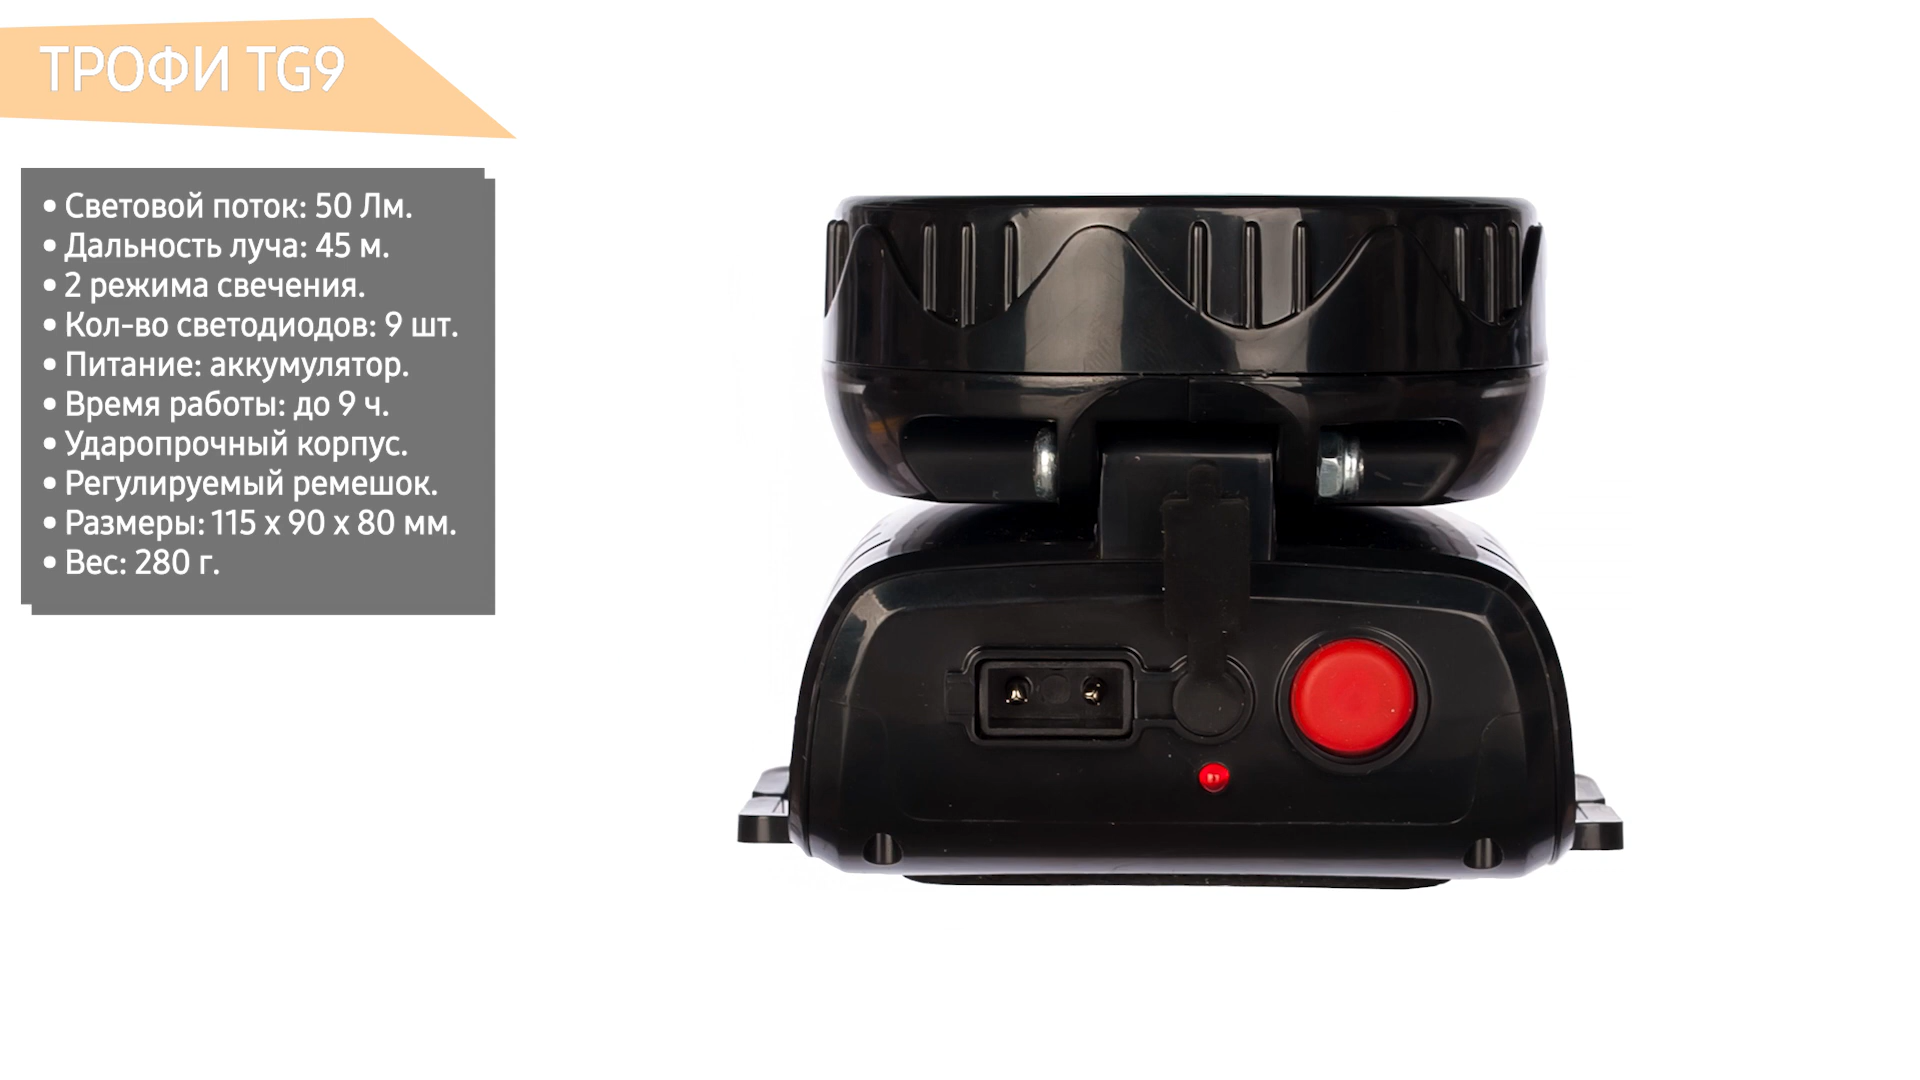 ТРОФИ TG9
• Световой поток: 50 Лм.
• Дальность луча: 45 м.
• 2 режима свечения.
• Кол-во светодиодов: 9 шт.
• Питание: аккумулятор.
• Время работы: до 9 ч.
• Ударопрочный корпус.
• Регулируемый ремешок.
• Размеры: 115 х 90 х 80 мм.
• Вес: 280 г.